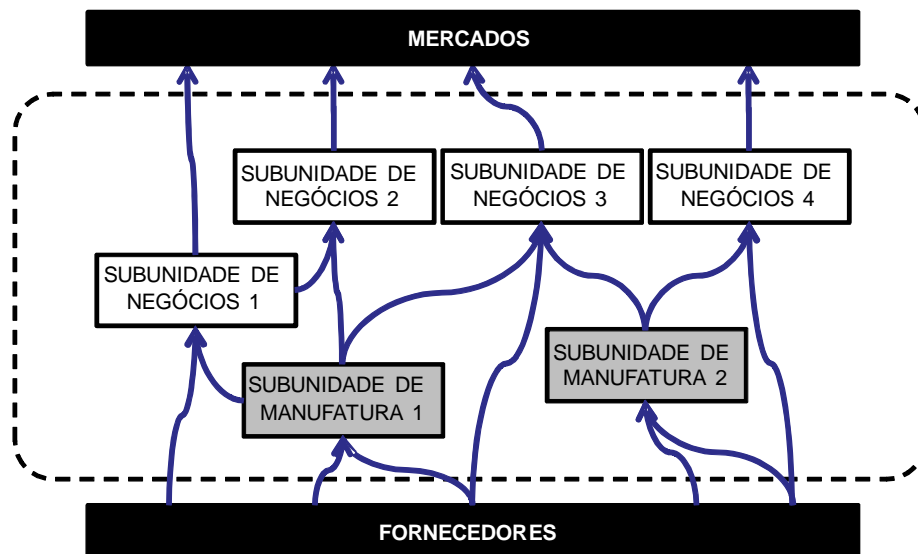 MERCADOS
SUBUNIDADE DE
NEGÓCIOS 2
SUBUNIDADE DE
NEGÓCIOS 3
SUBUNIDADE DE
NEGÓCIOS 4
SUBUNIDADE DE
NEGÓCIOS 1
SUBUNIDADE DE
MANUFATURA 2
SUBUNIDADE DE
MANUFATURA 1
FORNECEDORES